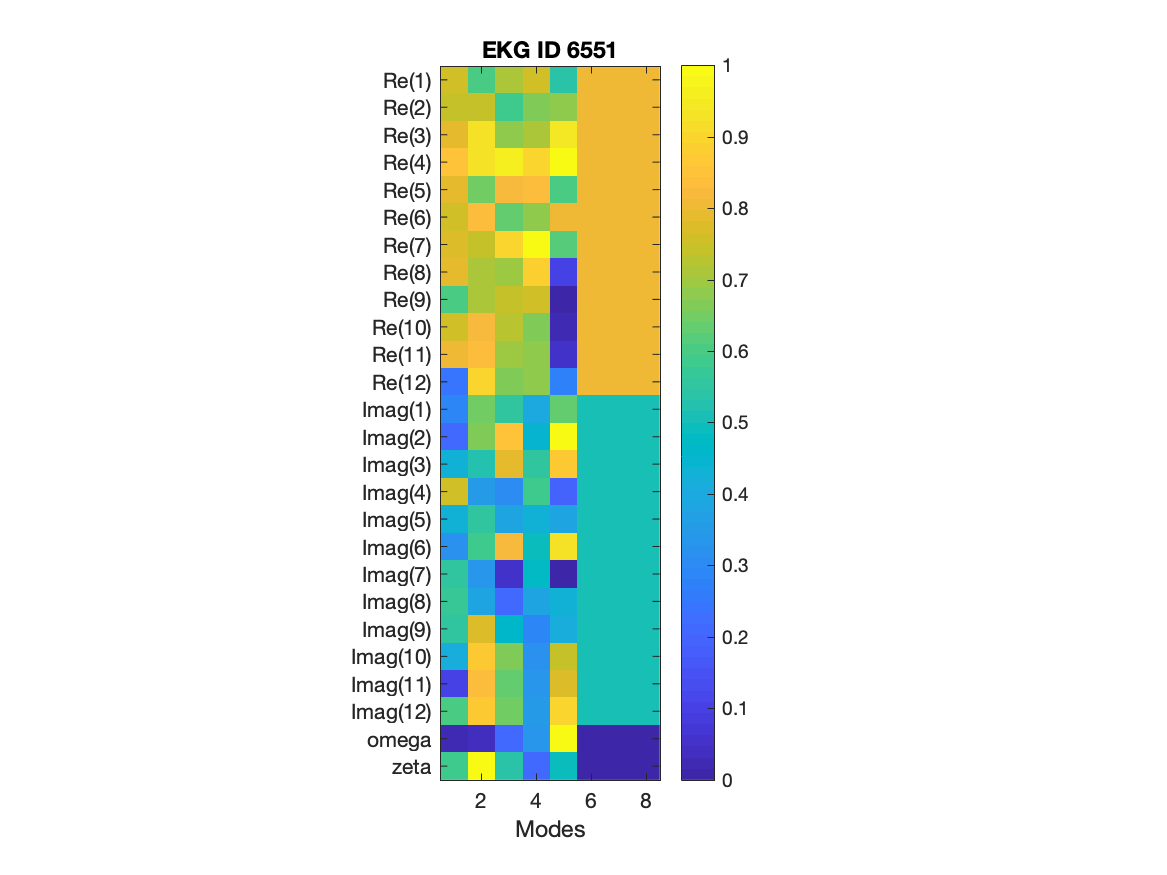 EKG ID 6551
Re(1)
Re(2)
Re(3)
Re(4)
Re(5)
Re(6)
Re(7)
Re(8)
Re(9)
Re(10)
Re(11)
Re(12)
Imag(1)
Imag(2)
Imag(3)
Imag(4)
Imag(5)
Imag(6)
Imag(7)
Imag(8)
Imag(9)
Imag(10)
Imag(11)
Imag(12)
omega
zeta
2 4 6 8
Modes
1
0.9
0.8
0.7
0.6
0.5
0.4
0.3
0.2
0.1
0